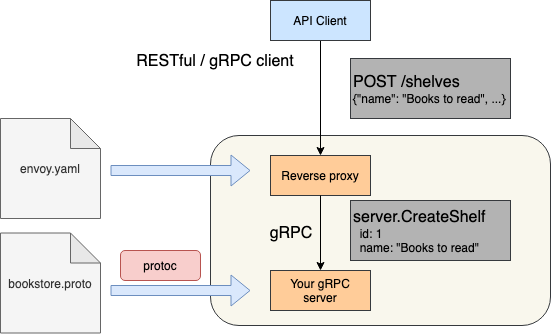 API Client
RESTful / gRPC client
POST /shelves
{"name": "Books to read", ...}
envoy.yaml
Reverse proxy
server.CreateShelf
id: 1
name: "Books to read"
gRPC
protoc
bookstore.proto
Your gRPC
server